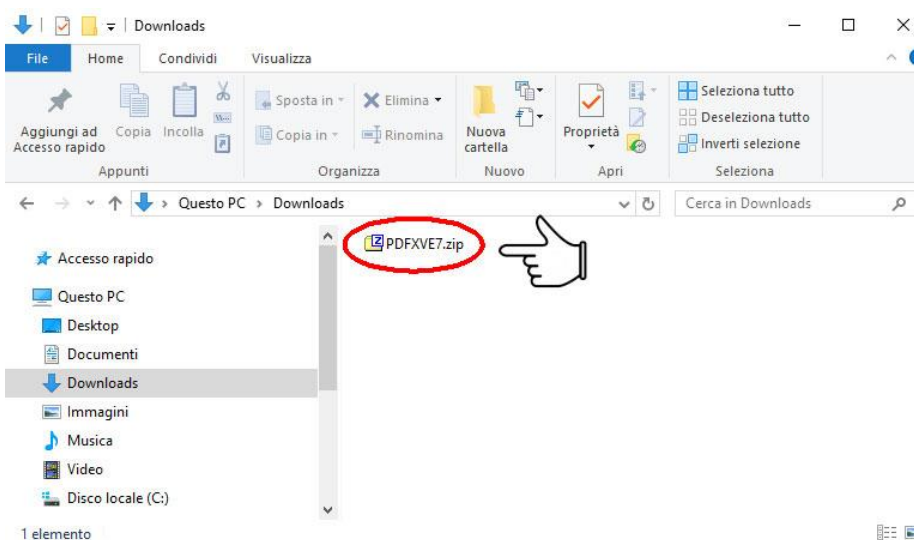 Downloads
File Home Condividi Visualizza
Aggiungi ad
Accesso rapido
Copia
Incolla
Sposta in
Copia in
Elimina
Rinomina
Nuova
cartella
Proprietà
Seleziona tutto
Deseleziona tutto
Inverti selezione
Appunti Organizza Nuovo Apri Seleziona
Questo PC > Downloads
Cerca in Downloads
PDFXVE7.zip
Accesso rapido
Questo PC
Desktop
Documenti
Downloads
Immagini
Musica
Video
Disco locale (C:)
1 elemento